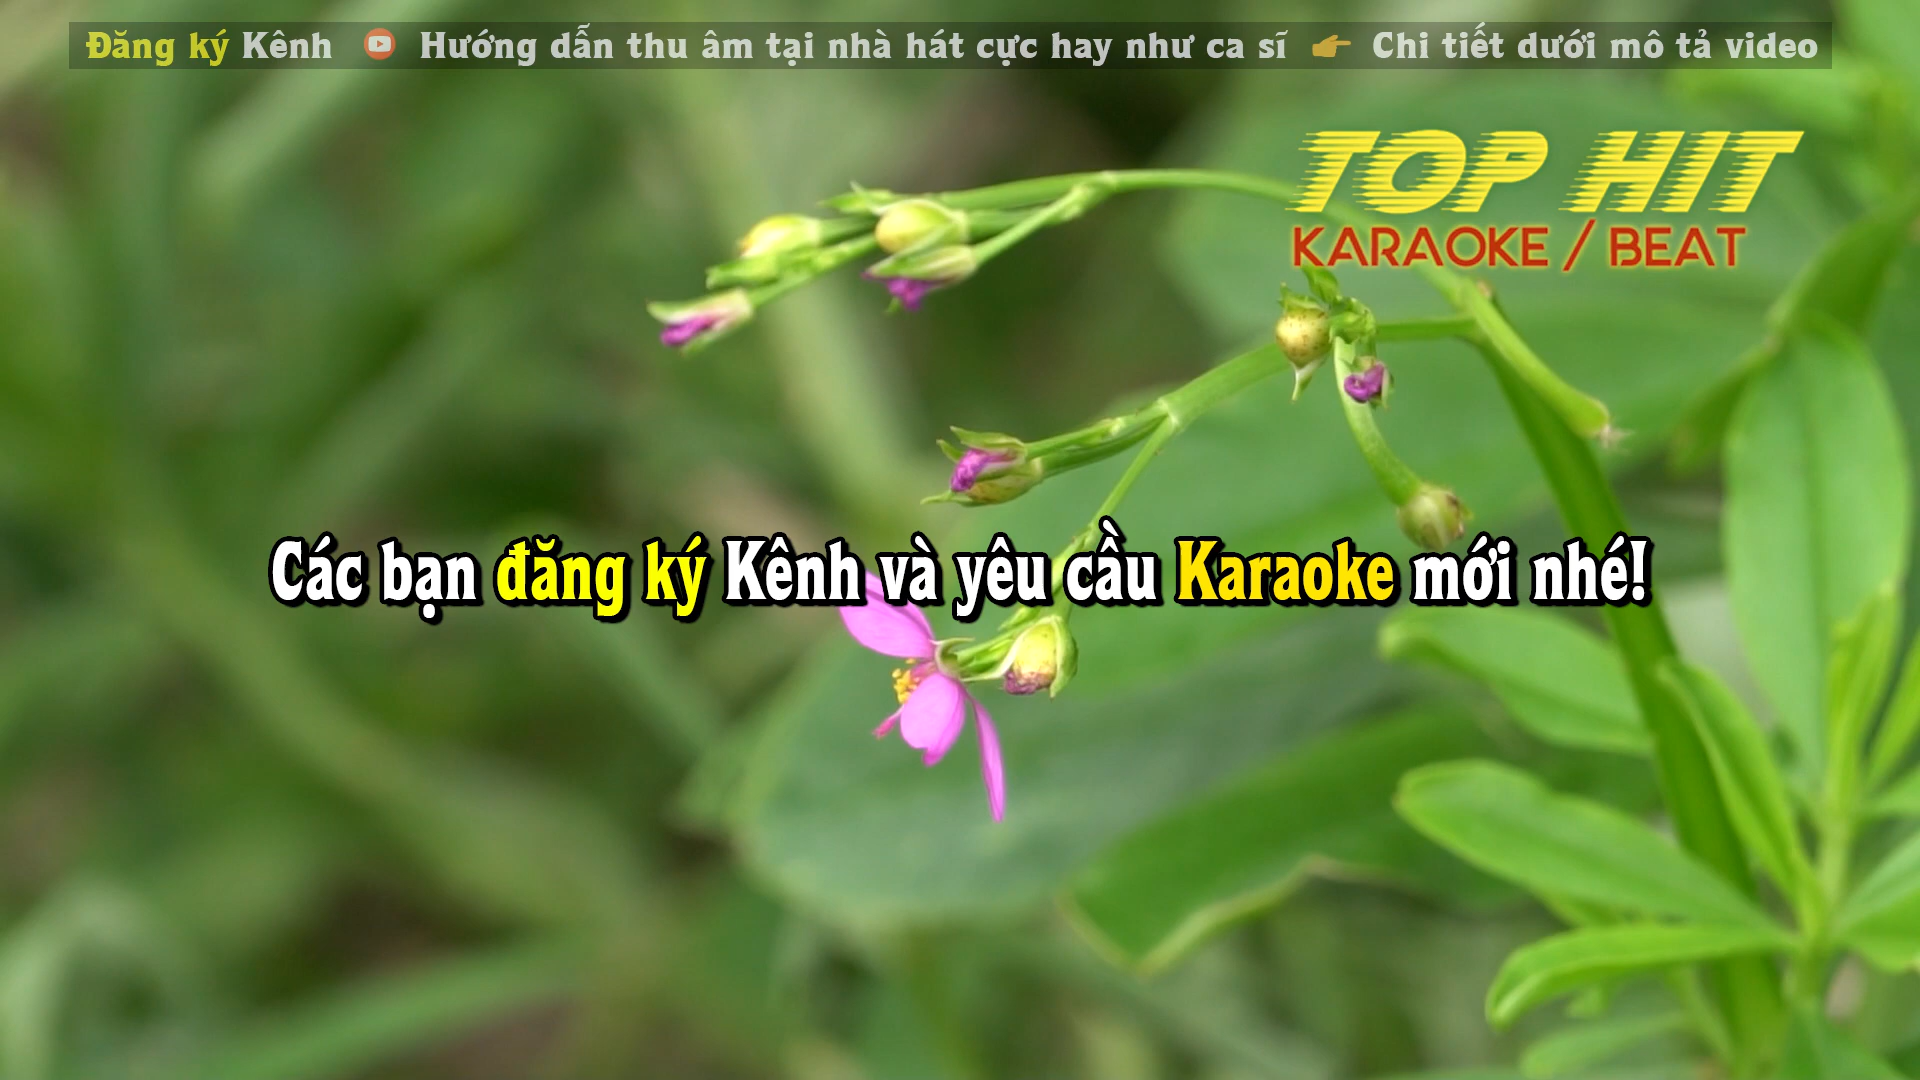 Đăng ký Kênh Hướng dẫn thu âm tại nhà hát cực hay như ca sĩ Chi tiết dưới mô tả video
TOP HIT
KARAOKE / BEAT
Các bạn đăng ký Kênh và yêu cầu Karaoke mới nhé!